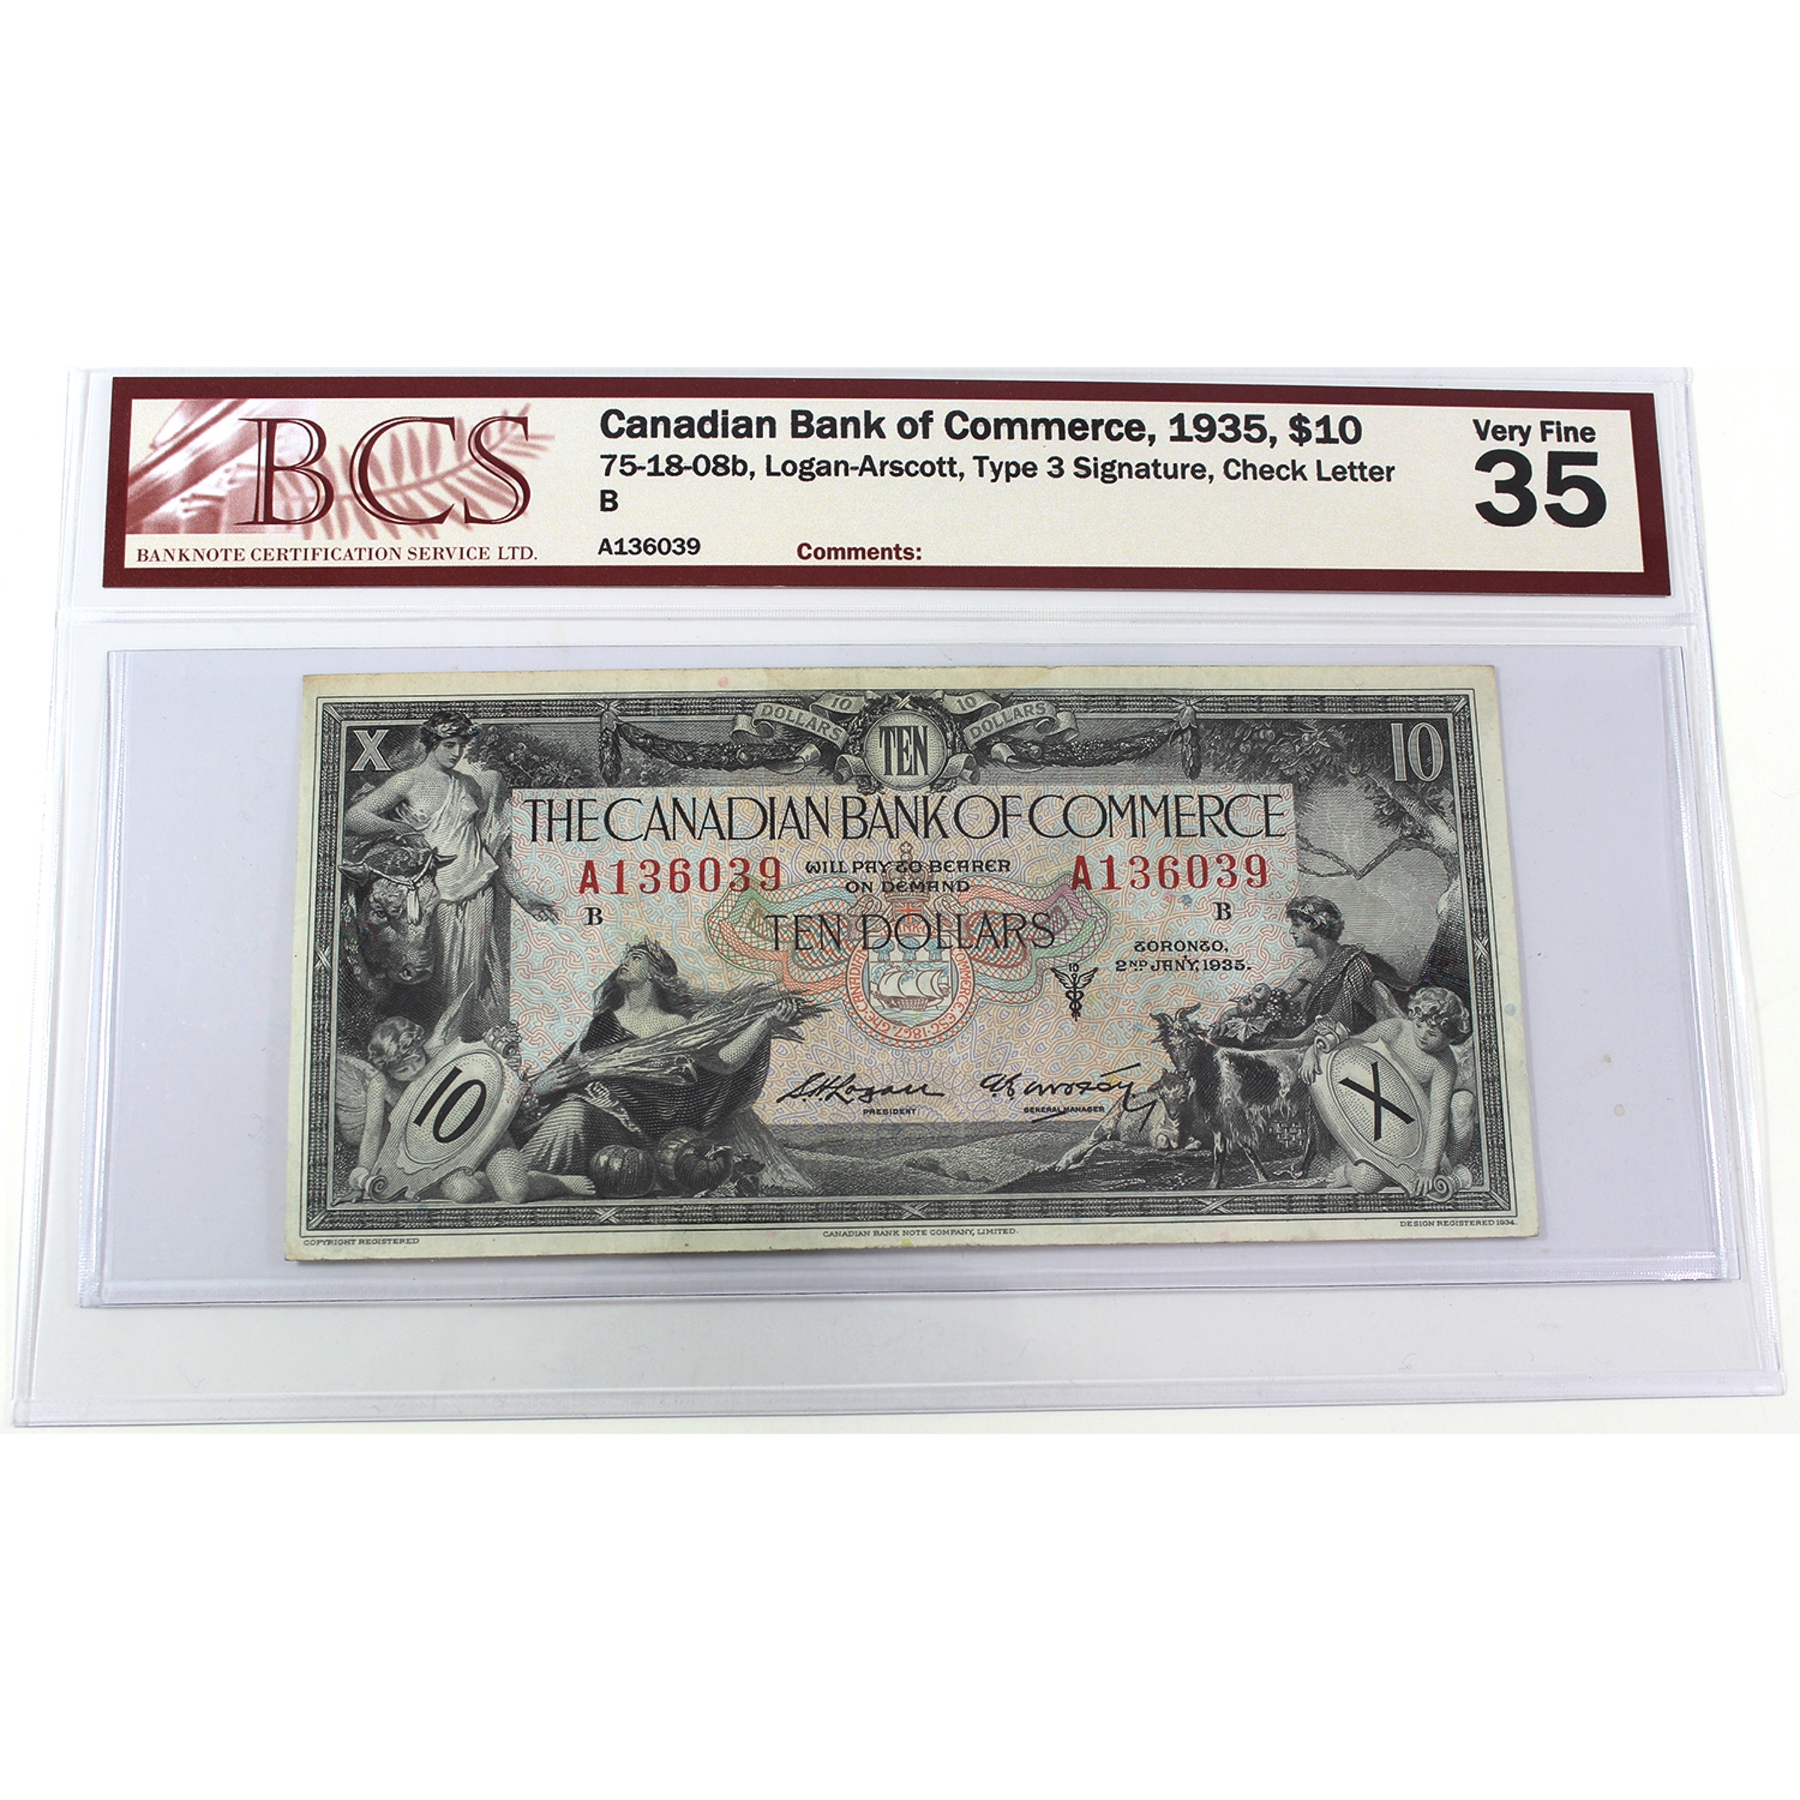 BCS
BANKNOTE CERTIFICATION SERVICE LTD.
Canadian Bank of Commerce, 1935, $10
75-18-08b, Logan-Arscott, Type 3 Signature, Check Letter
B
A136039
Comments:
Very Fine
35
X
DOLLARS 10 10 DOLLARS
TEN
10
THE CANADIAN BANK OF COMMERCE
A136039 WILL PAY TO BEARER A136039
ON DEMAND
B B
TEN DOLLARS
TORONTO,
2ND JANY, 1935.
10
10
X
PRESIDENT
GENERAL MANAGER
COPYRIGHT REGISTERED
CANADIAN BANK NOTE COMPANY, LIMITED.
DESIGN REGISTERED 1934.